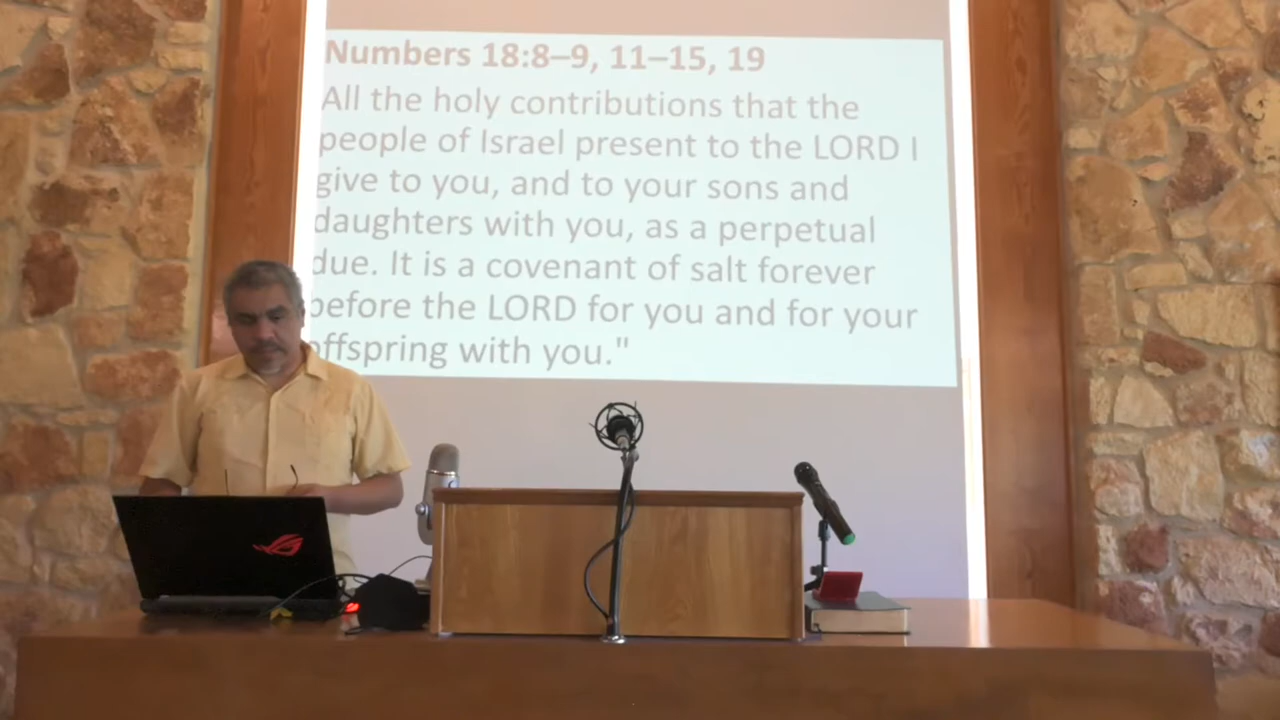 Numbers 18:8–9, 11–15, 19
All the holy contributions that the
people of Israel present to the LORD I
give to you, and to your sons and
daughters with you, as a perpetual
due. It is a covenant of salt forever
before the LORD for you and for your
offspring with you."